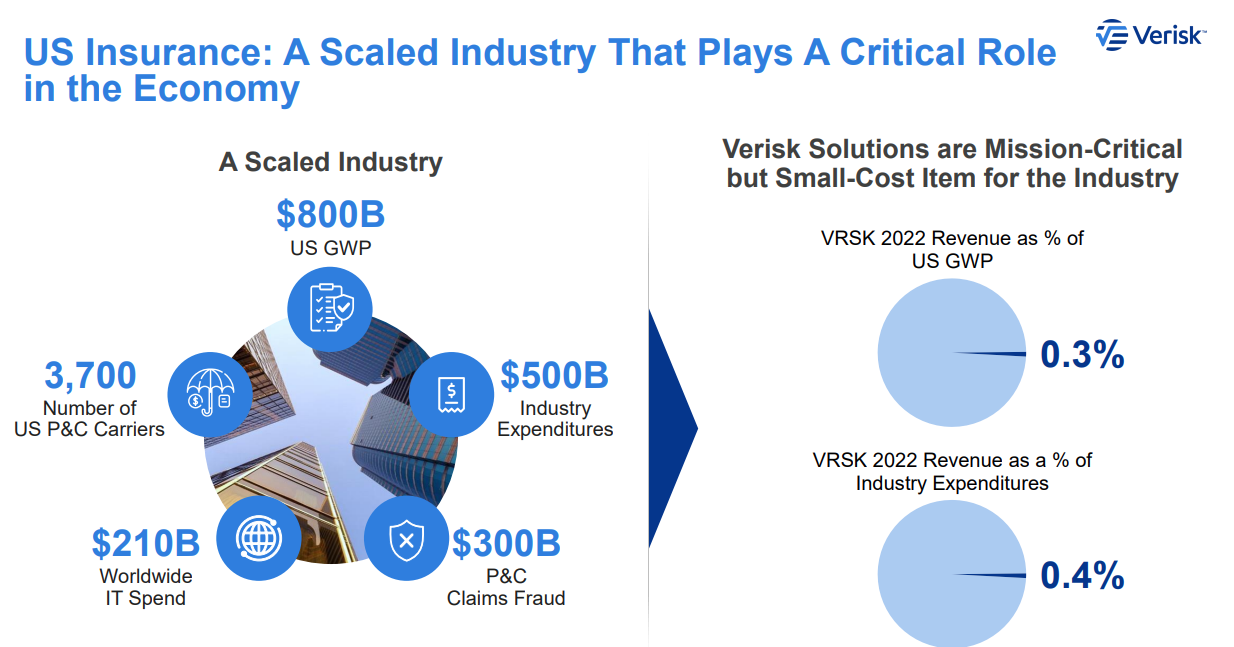 US Insurance: A Scaled Industry That Plays A Critical Role
in the Economy
Verisk™
A Scaled Industry
$800B
US GWP
3,700
Number of
US P&C Carriers
$500B
Industry
Expenditures
$210B
Worldwide
IT Spend
$300B
P&C
Claims Fraud
Verisk Solutions are Mission-Critical
but Small-Cost Item for the Industry
VRSK 2022 Revenue as % of
US GWP
0.3%
VRSK 2022 Revenue as a % of
Industry Expenditures
0.4%